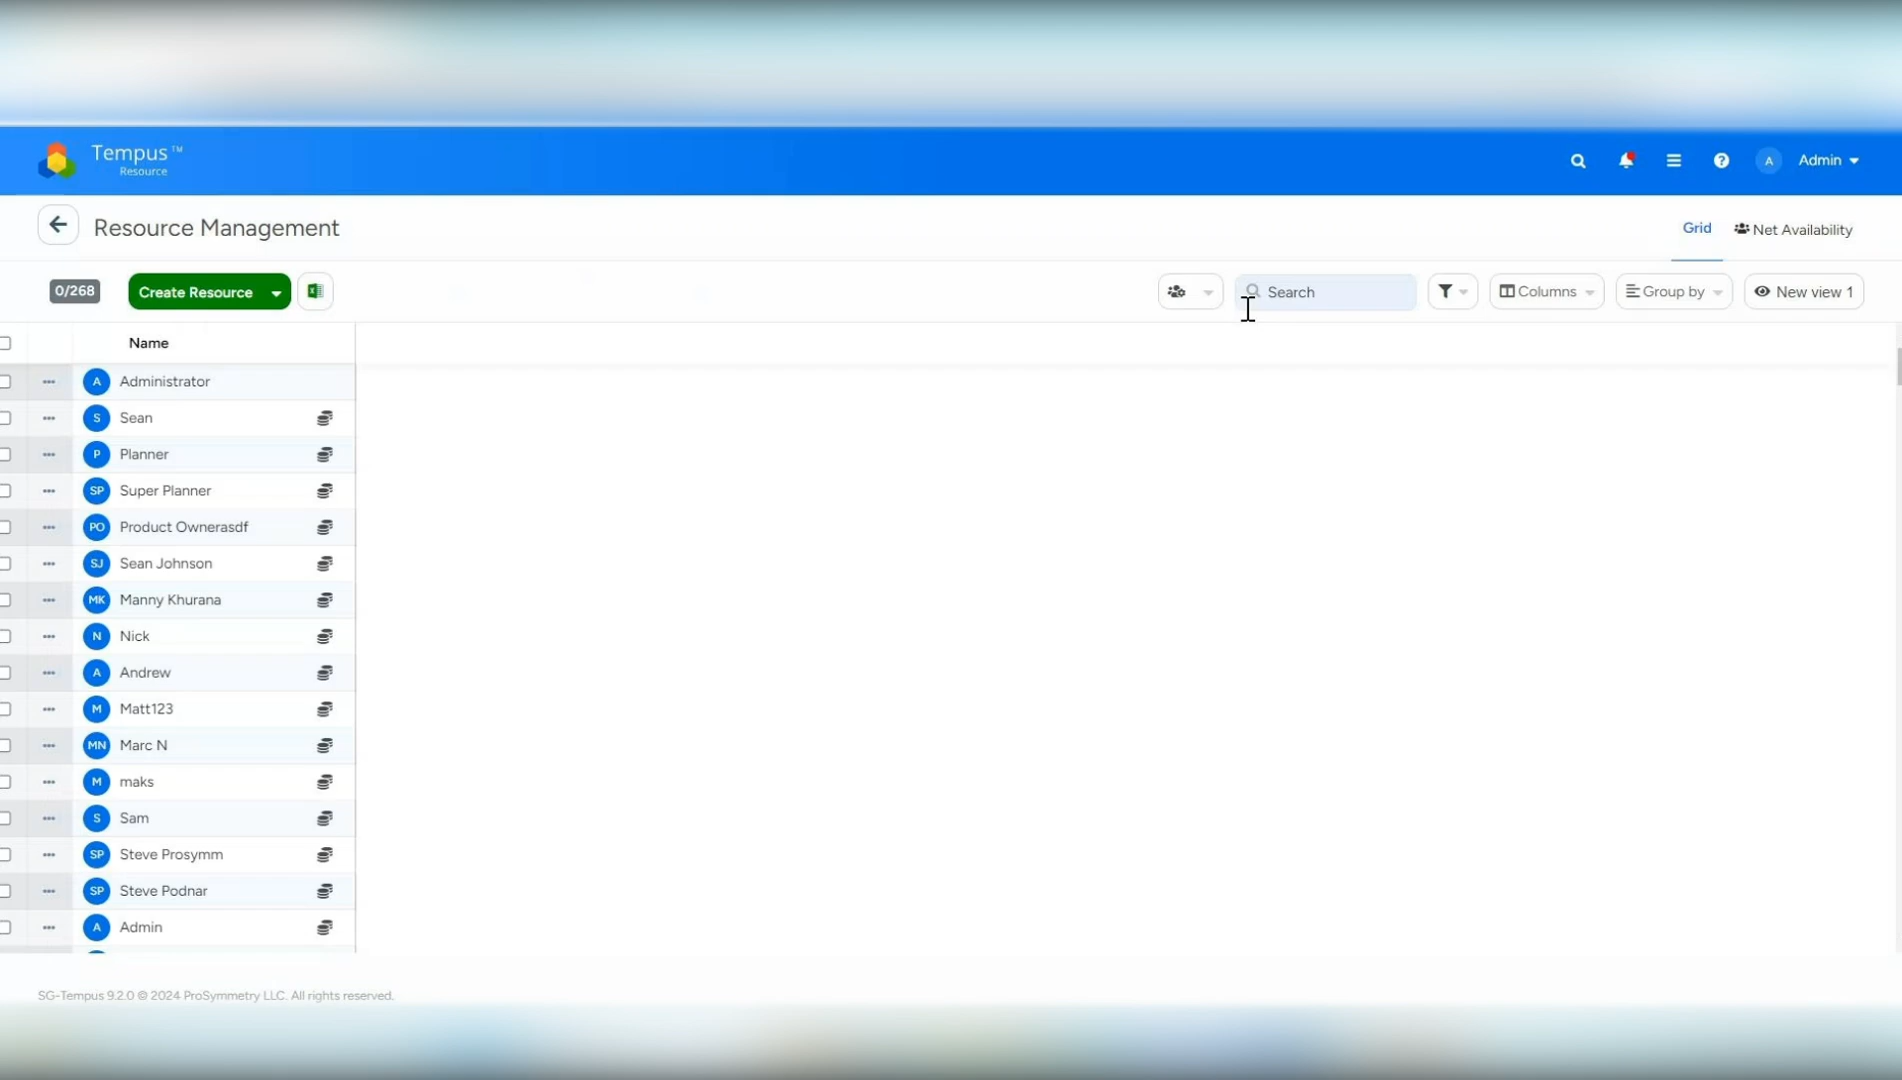 Tempus ™
Resource
A Admin
Resource Management
Grid Net Availability
0/268 Create Resource Search Columns Group by New view 1
Name
A Administrator
S Sean
P Planner
SP Super Planner
PO Product Ownerasdf
SJ Sean Johnson
MK Manny Khurana
N Nick
A Andrew
M Matt123
MN Marc N
M maks
S Sam
SP Steve Prosymm
SP Steve Podnar
A Admin
SG-Tempus 9.2.0 © 2024 ProSymmetry LLC. All rights reserved.